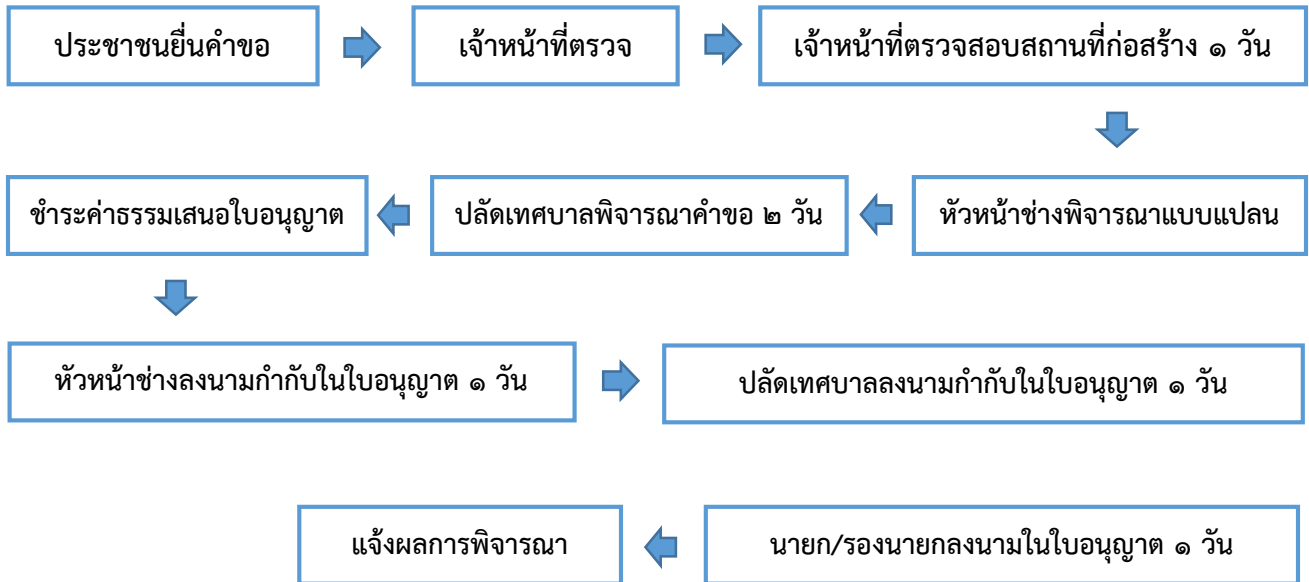 ประชาชนยื่นคำขอ
เจ้าหน้าที่ตรวจ
เจ้าหน้าที่ตรวจสอบสถานที่ก่อสร้าง ๑ วัน
หัวหน้าช่างพิจารณาแบบแปลน
ปลัดเทศบาลพิจารณาคำขอ ๒ วัน
ชำระค่าธรรมเสนอใบอนุญาต
หัวหน้าช่างลงนามกำกับในใบอนุญาต ๑ วัน
ปลัดเทศบาลลงนามกำกับในใบอนุญาต ๑ วัน
นายก/รองนายกลงนามในใบอนุญาต ๑ วัน
แจ้งผลการพิจารณา